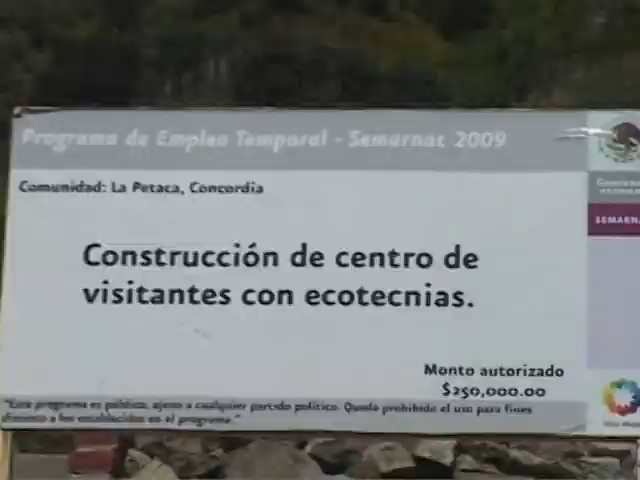 Programa de Empleo Temporal - Semarnat 2009
Comunidad: La Petaca, Concordia
SEMARNA
Construcción de centro de
visitantes con ecotecnias.
Monto autorizado
$250,000.00
"Este programa es público, ajeno a cualquier partido político. Queda prohibido el uso para fines
distintos a los establecidos en el programa."